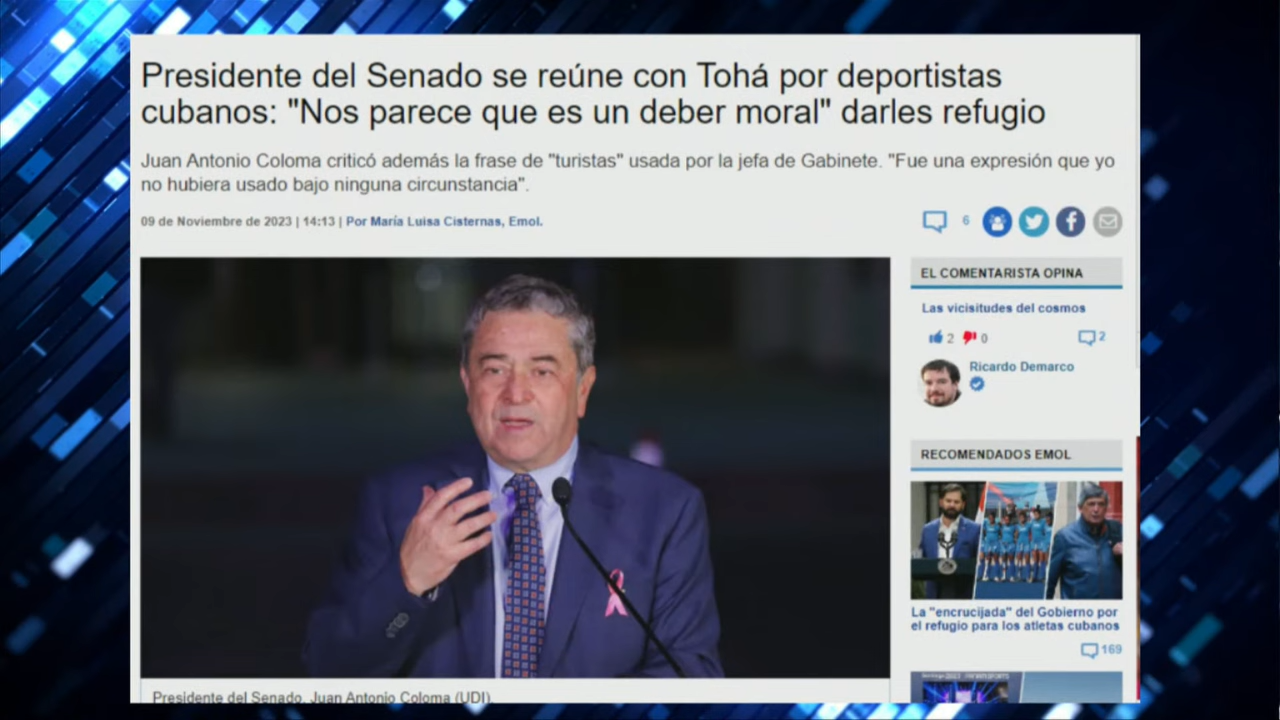 Presidente del Senado se reúne con Tohá por deportistas
cubanos: "Nos parece que es un deber moral" darles refugio
Juan Antonio Coloma criticó además la frase de "turistas" usada por la jefa de Gabinete. "Fue una expresión que yo
no hubiera usado bajo ninguna circunstancia".
09 de Noviembre de 2023 | 14:13 | Por María Luisa Cisternas, Emol.
6
EL COMENTARISTA OPINA
Las vicisitudes del cosmos
2 0 2
Ricardo Demarco
RECOMENDADOS EMOL
La "encrucijada" del Gobierno por
el refugio para los atletas cubanos
169
Presidente del Senado, Juan Antonio Coloma (UDI).